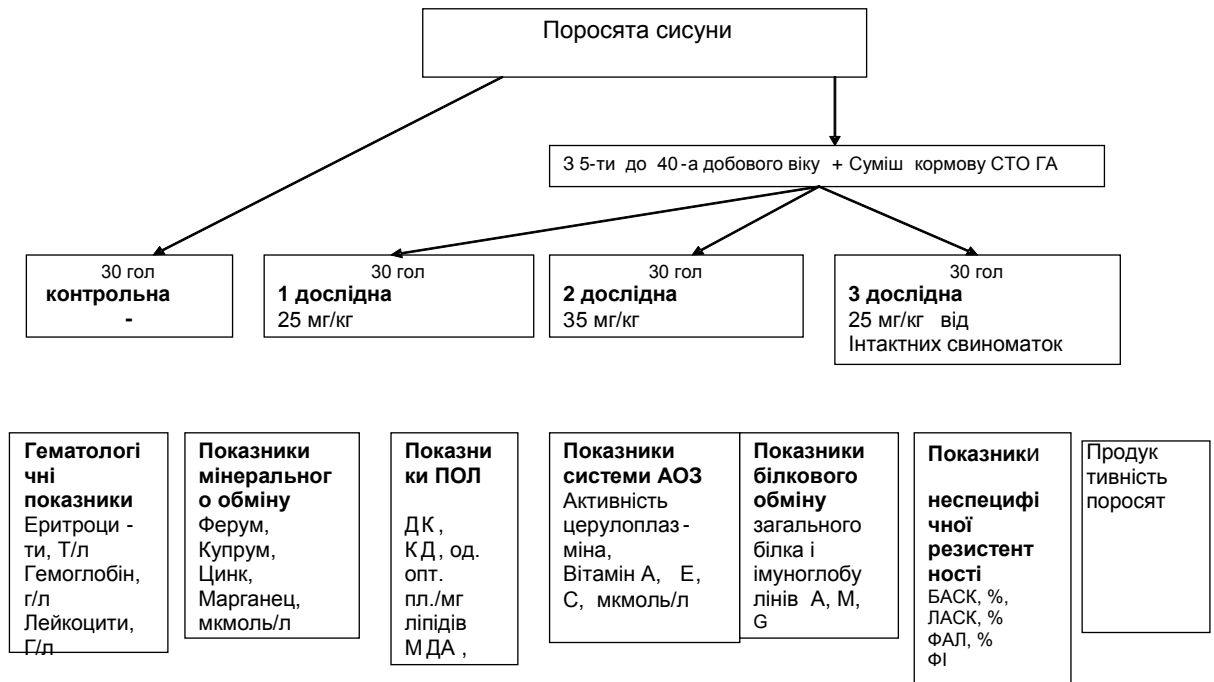 Поросята сисуни
З 5-ти до 40-а добового віку + Суміш кормову СТО ГА
30 гол
контрольна
-
30 гол
1 дослідна
25 мг/кг
30 гол
2 дослідна
35 мг/кг
30 гол
3 дослідна
25 мг/кг від
Інтактних свиноматок
Гематологі
чні
показники
Еритроци -
ти, Т/л
Гемоглобін,
г/л
Лейкоцити,
Г/л
Показники
мінеральног
о обміну
Ферум,
Купрум,
Цинк,
Марганец,
мкмоль/л
Показни
ки ПОЛ
ДК,
КД, од.
опт.
пл./мг
ліпідів
МДА,
Показники
системи АОЗ
Активність
церулоплаз-
міна,
Вітамін А, Е,
С, мкмоль/л
Показники
білкового
обміну
загального
білка і
імуноглобу
лінів А, М,
G
Показники
неспецифі
чної
резистент
ності
БАСК, %,
ЛАСК, %
ФАЛ, %
ФІ
Продук
тивність
поросят